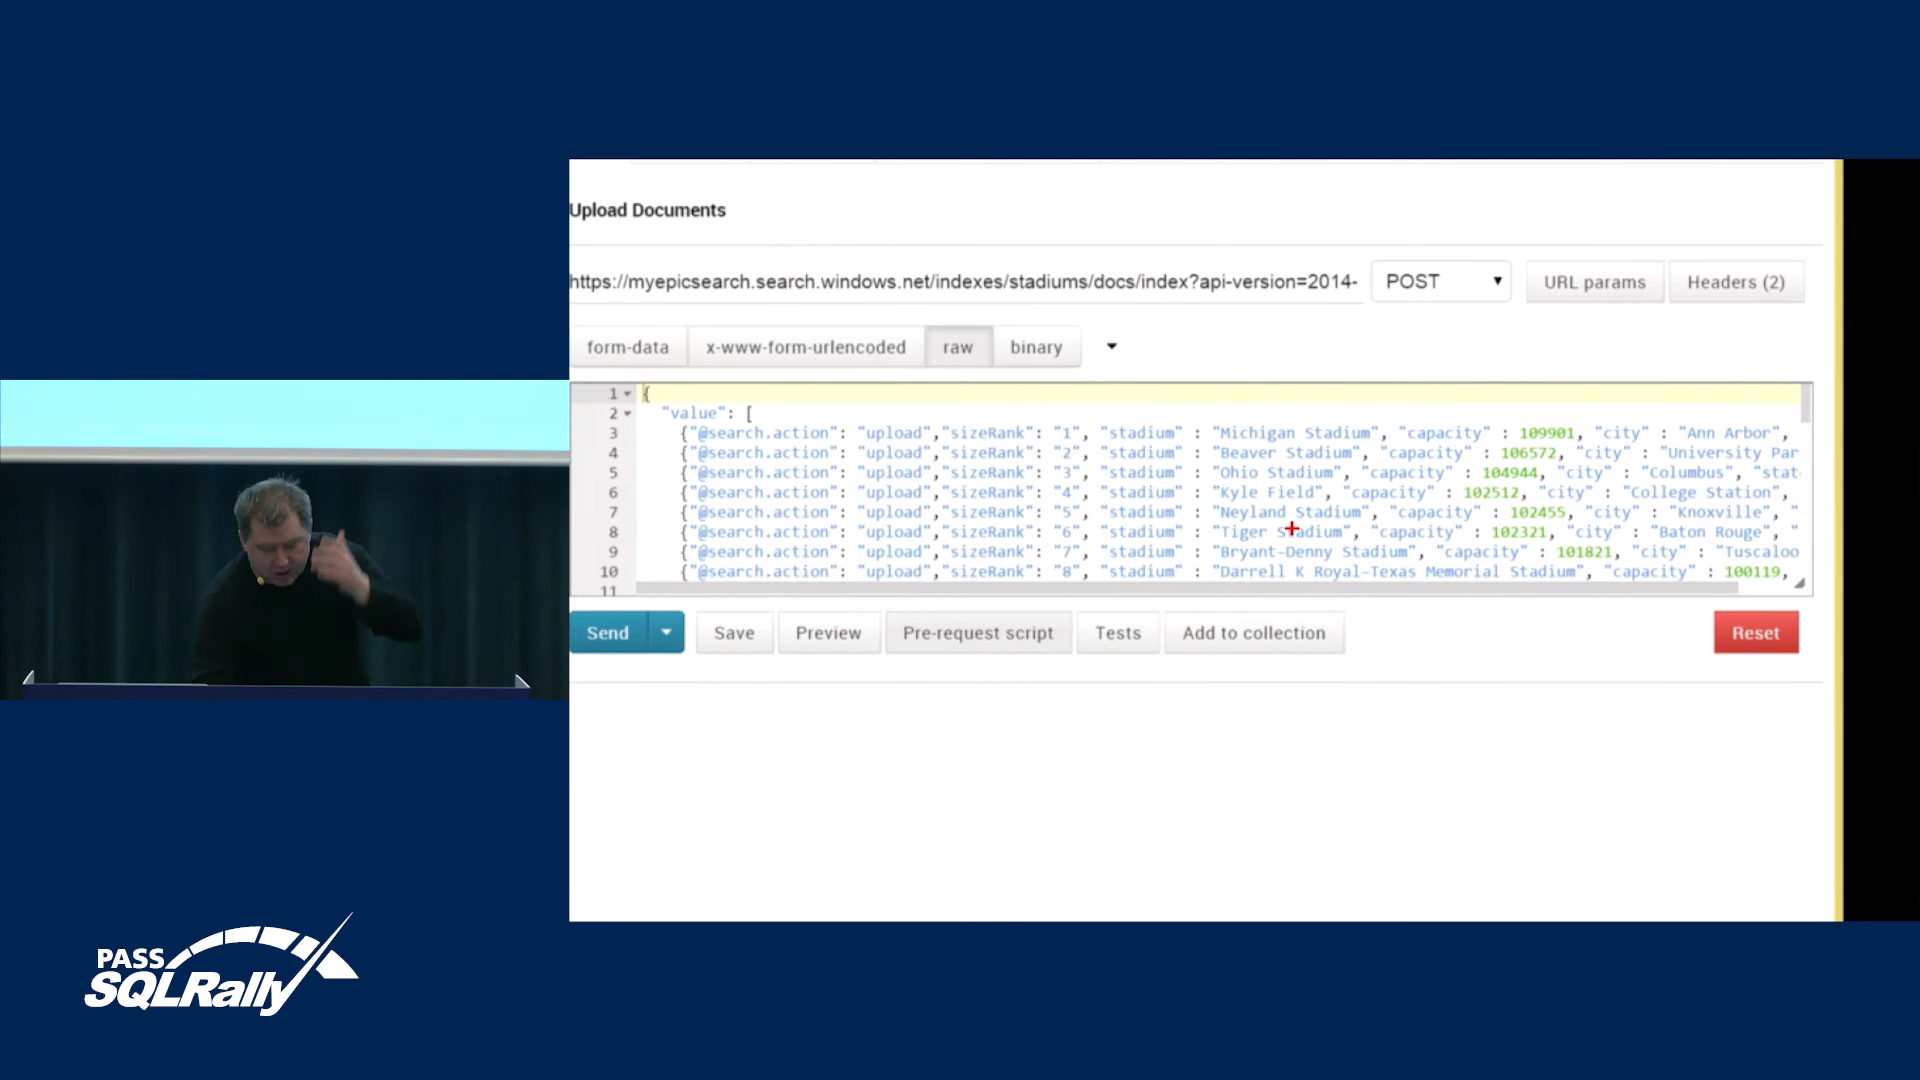 Upload Documents
https://myepicsearch.search.windows.net/indexes/stadiums/docs/index?api-version=2014- POST URL params Headers (2)
form-data x-www-form-urlencoded raw binary
1 {
2 "value": [
3 {"@search.action": "upload","sizeRank": "1", "stadium" : "Michigan Stadium", "capacity" : 109901, "city" : "Ann Arbor",
4 {"@search.action": "upload","sizeRank": "2", "stadium" : "Beaver Stadium", "capacity" : 106572, "city" : "University Par
5 {"@search.action": "upload","sizeRank": "3", "stadium" : "Ohio Stadium", "capacity" : 104944, "city" : "Columbus", "stat
6 {"@search.action": "upload","sizeRank": "4", "stadium" : "Kyle Field", "capacity" : 102512, "city" : "College Station",
7 {"@search.action": "upload","sizeRank": "5", "stadium" : "Neyland Stadium", "capacity" : 102455, "city" : "Knoxville", "
8 {"@search.action": "upload","sizeRank": "6", "stadium" : "Tiger Stadium", "capacity" : 102321, "city" : "Baton Rouge", "
9 {"@search.action": "upload","sizeRank": "7", "stadium" : "Bryant-Denny Stadium", "capacity" : 101821, "city" : "Tuscaloo
10 {"@search.action": "upload","sizeRank": "8", "stadium" : "Darrell K Royal-Texas Memorial Stadium", "capacity" : 100119,
11
Send Save Preview Pre-request script Tests Add to collection Reset
PASS
SQLRally